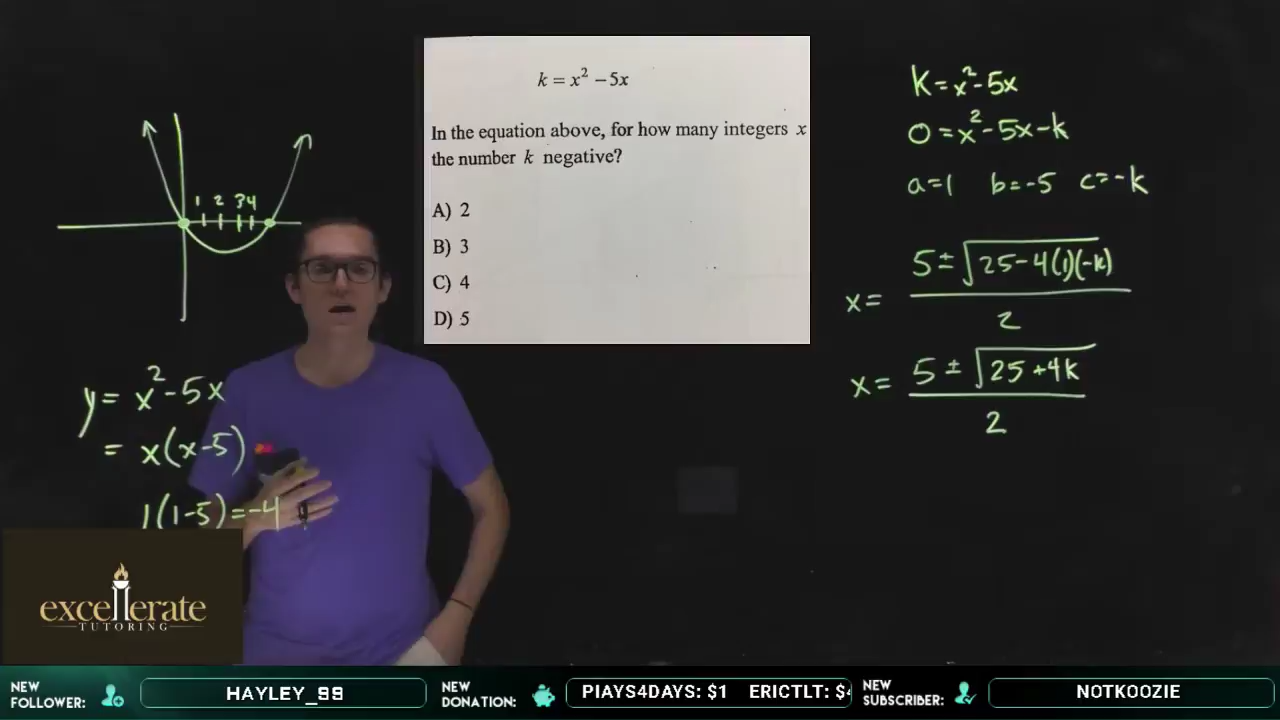 1 2 3 4
y = x² - 5x
= x(x-5)
1(1-5) = -4
k = x² - 5x
In the equation above, for how many integers x
the number k negative?
A) 2
B) 3
C) 4
D) 5
K = x² - 5x
0 = x² - 5x - k
a=1 b=-5 c=-k
x = 5 ± √25 - 4(1)(-k) / 2
x = 5 ± √25 + 4k / 2
excellerate
TUTORING
NEW FOLLOWER:
HAYLEY_99
NEW DONATION:
PIAYS4DAYS: $1 ERICTLT: $4
NEW SUBSCRIBER:
NOTKOOZIE